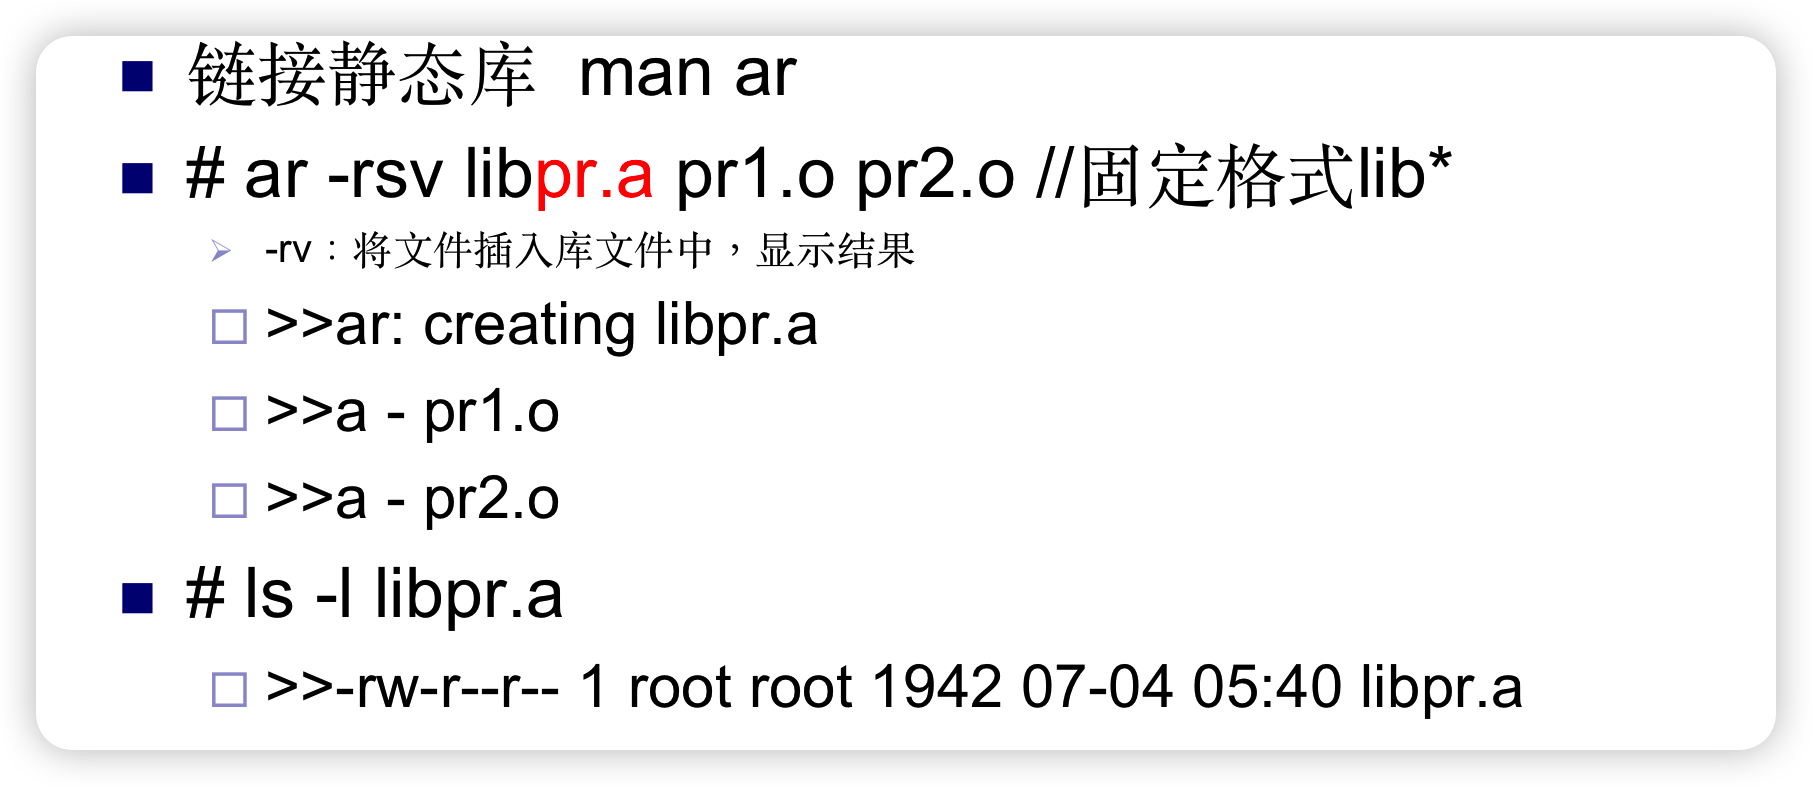 链接静态库 man ar
# ar -rsv libpr.a pr1.o pr2.o //固定格式lib*
-rv：将文件插入库文件中，显示结果
>>ar: creating libpr.a
>>a - pr1.o
>>a - pr2.o
# ls -l libpr.a
>>-rw-r--r-- 1 root root 1942 07-04 05:40 libpr.a